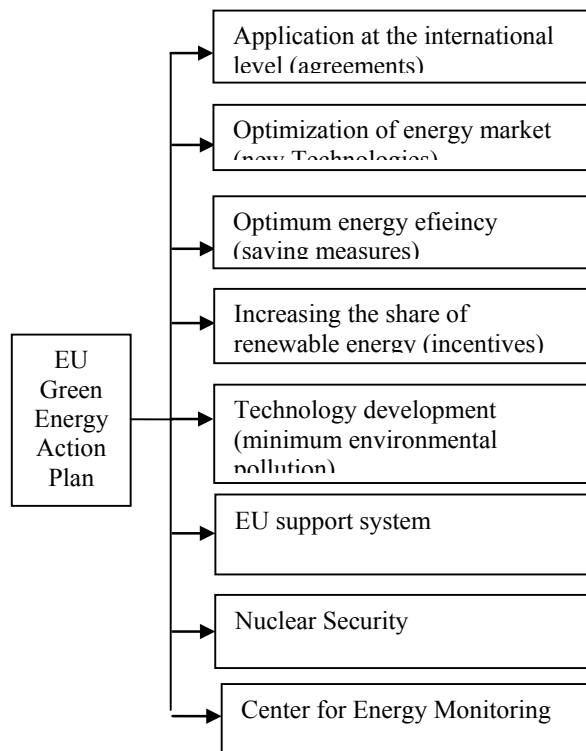 Application at the international
level (agreements)
Optimization of energy market
(new Technologies)
Optimum energy efieincy
(saving measures)
Increasing the share of
renewable energy (incentives)
EU
Green
Energy
Action
Plan
Technology development
(minimum environmental
pollution)
EU support system
Nuclear Security
Center for Energy Monitoring